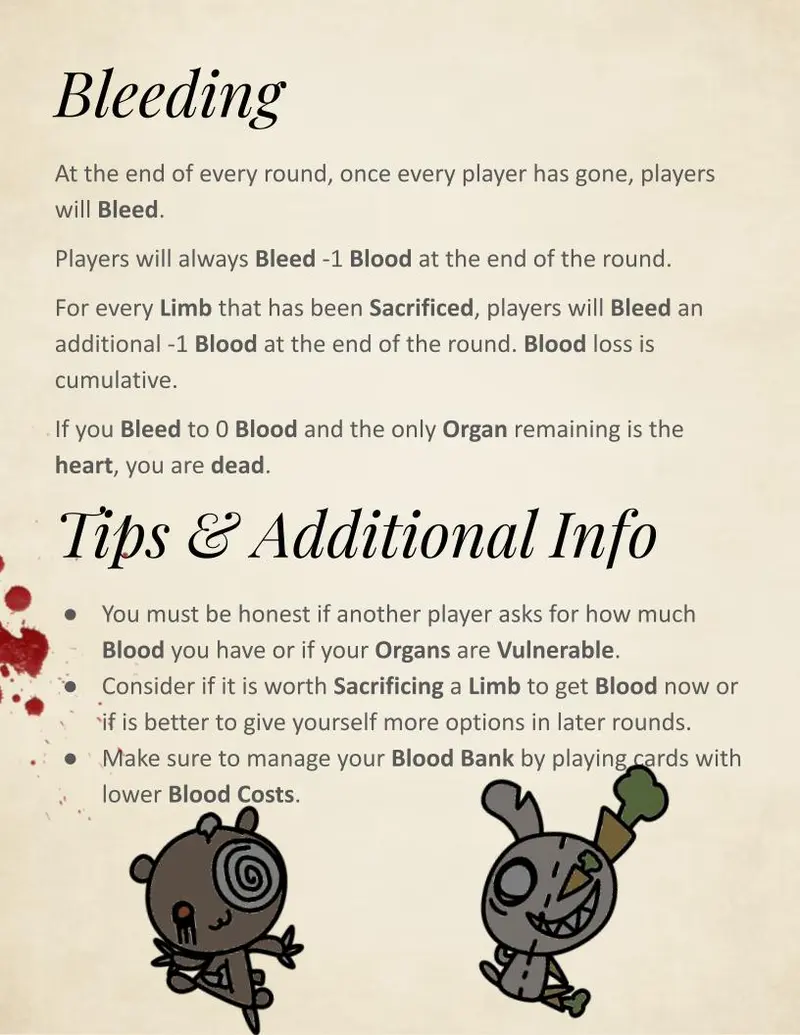 Bleeding
At the end of every round, once every player has gone, players
will Bleed.
Players will always Bleed -1 Blood at the end of the round.
For every Limb that has been Sacrificed, players will Bleed an
additional -1 Blood at the end of the round. Blood loss is
cumulative.
If you Bleed to 0 Blood and the only Organ remaining is the
heart, you are dead.
Tips & Additional Info
● You must be honest if another player asks for how much
Blood you have or if your Organs are Vulnerable.
● Consider if it is worth Sacrificing a Limb to get Blood now or
if is better to give yourself more options in later rounds.
● Make sure to manage your Blood Bank by playing cards with
lower Blood Costs.